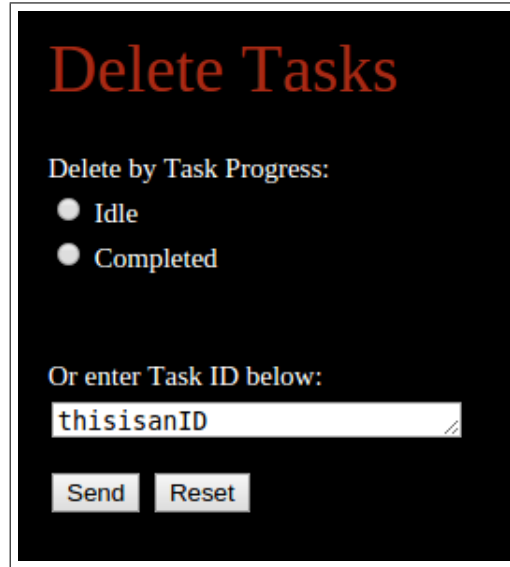 Delete Tasks
Delete by Task Progress:
Idle
Completed
Or enter Task ID below:
thisisanID
Send Reset